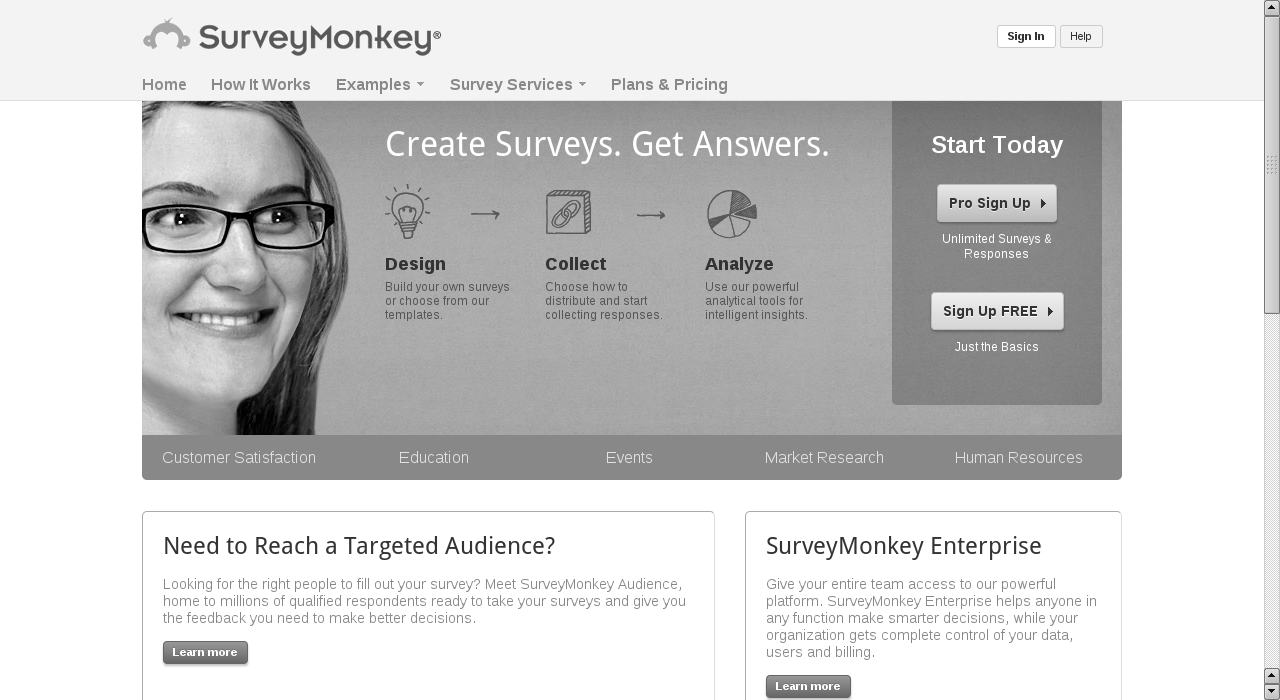 SurveyMonkey®
Sign In
Help
Home
How It Works
Examples
Survey Services
Plans & Pricing
Create Surveys. Get Answers.
Design
Build your own surveys
or choose from our
templates.
Collect
Choose how to
distribute and start
collecting responses.
Analyze
Use our powerful
analytical tools for
intelligent insights.
Start Today
Pro Sign Up
Unlimited Surveys &
Responses
Sign Up FREE
Just the Basics
Customer Satisfaction
Education
Events
Market Research
Human Resources
Need to Reach a Targeted Audience?
Looking for the right people to fill out your survey? Meet SurveyMonkey Audience,
home to millions of qualified respondents ready to take your surveys and give you
the feedback you need to make better decisions.
Learn more
SurveyMonkey Enterprise
Give your entire team access to our powerful
platform. SurveyMonkey Enterprise helps anyone in
any function make smarter decisions, while your
organization gets complete control of your data,
users and billing.
Learn more